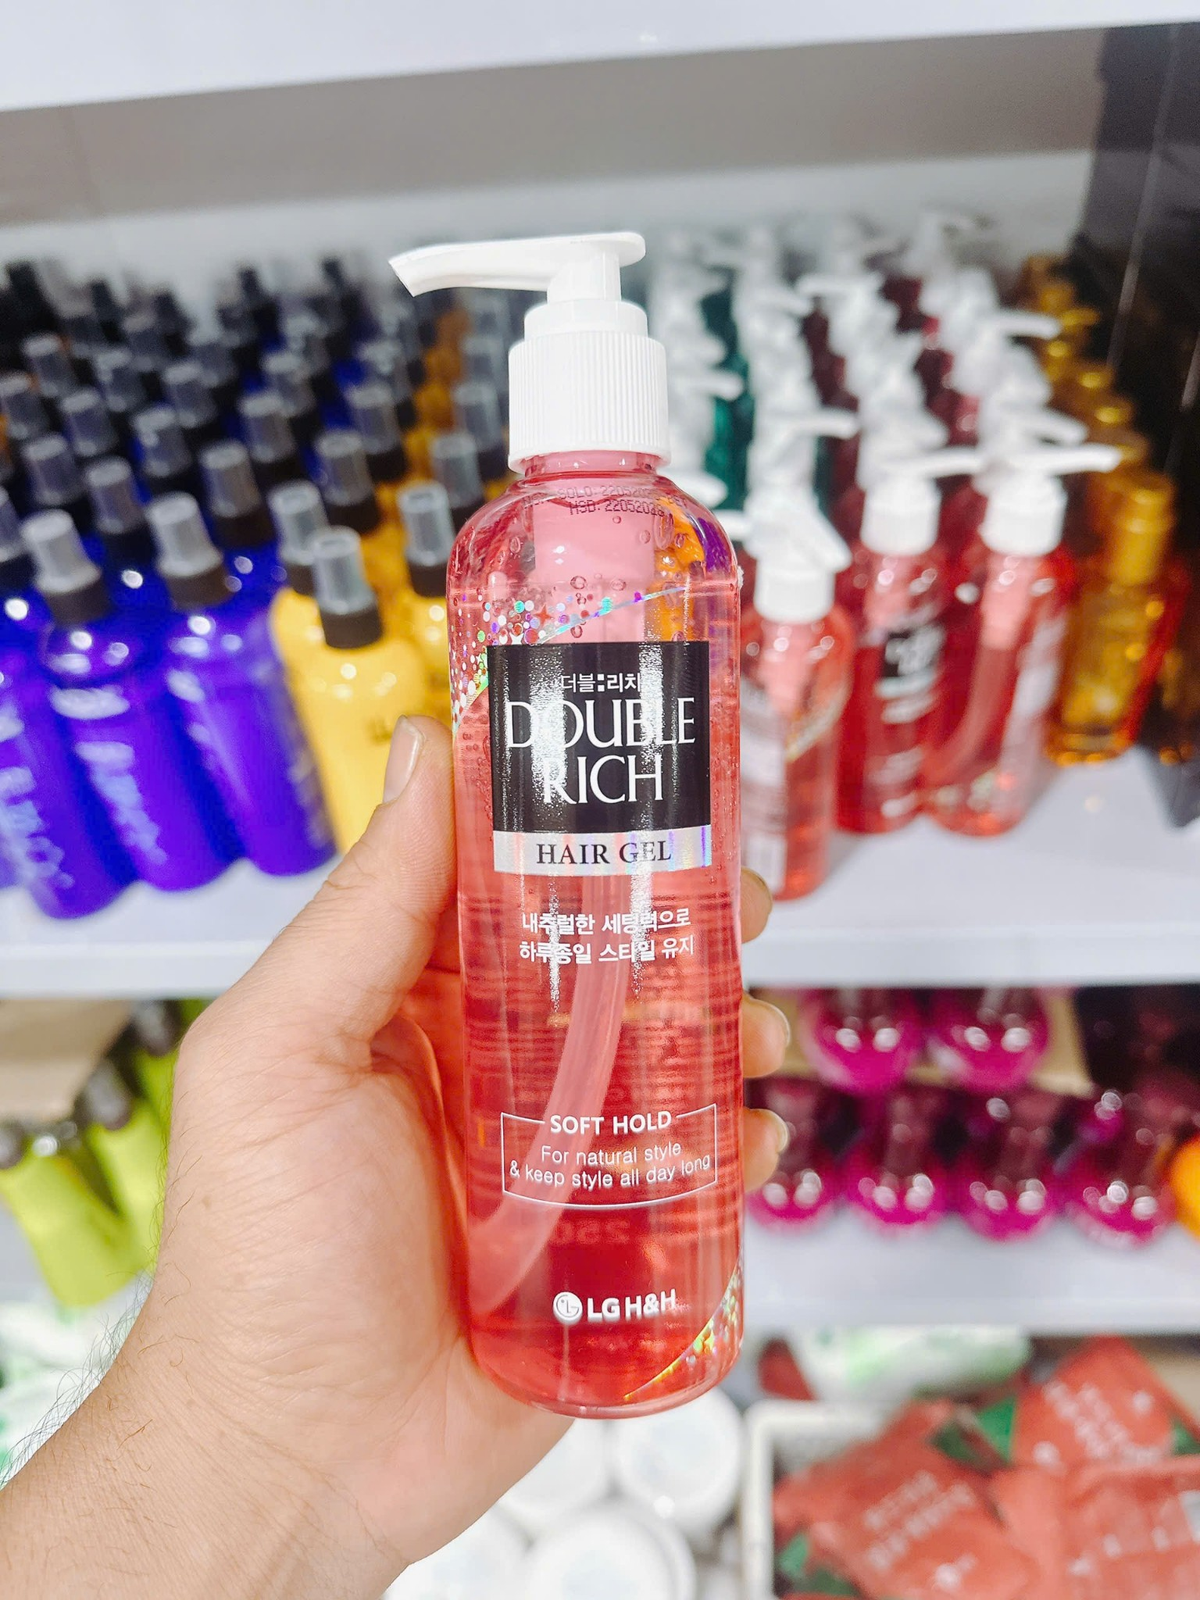 더블:리치
DOUBLE
RICH
HAIR GEL
내추럴한 세팅력으로
하루종일 스타일 유지
SOFT HOLD
For natural style
& keep style all day long
LG H&H